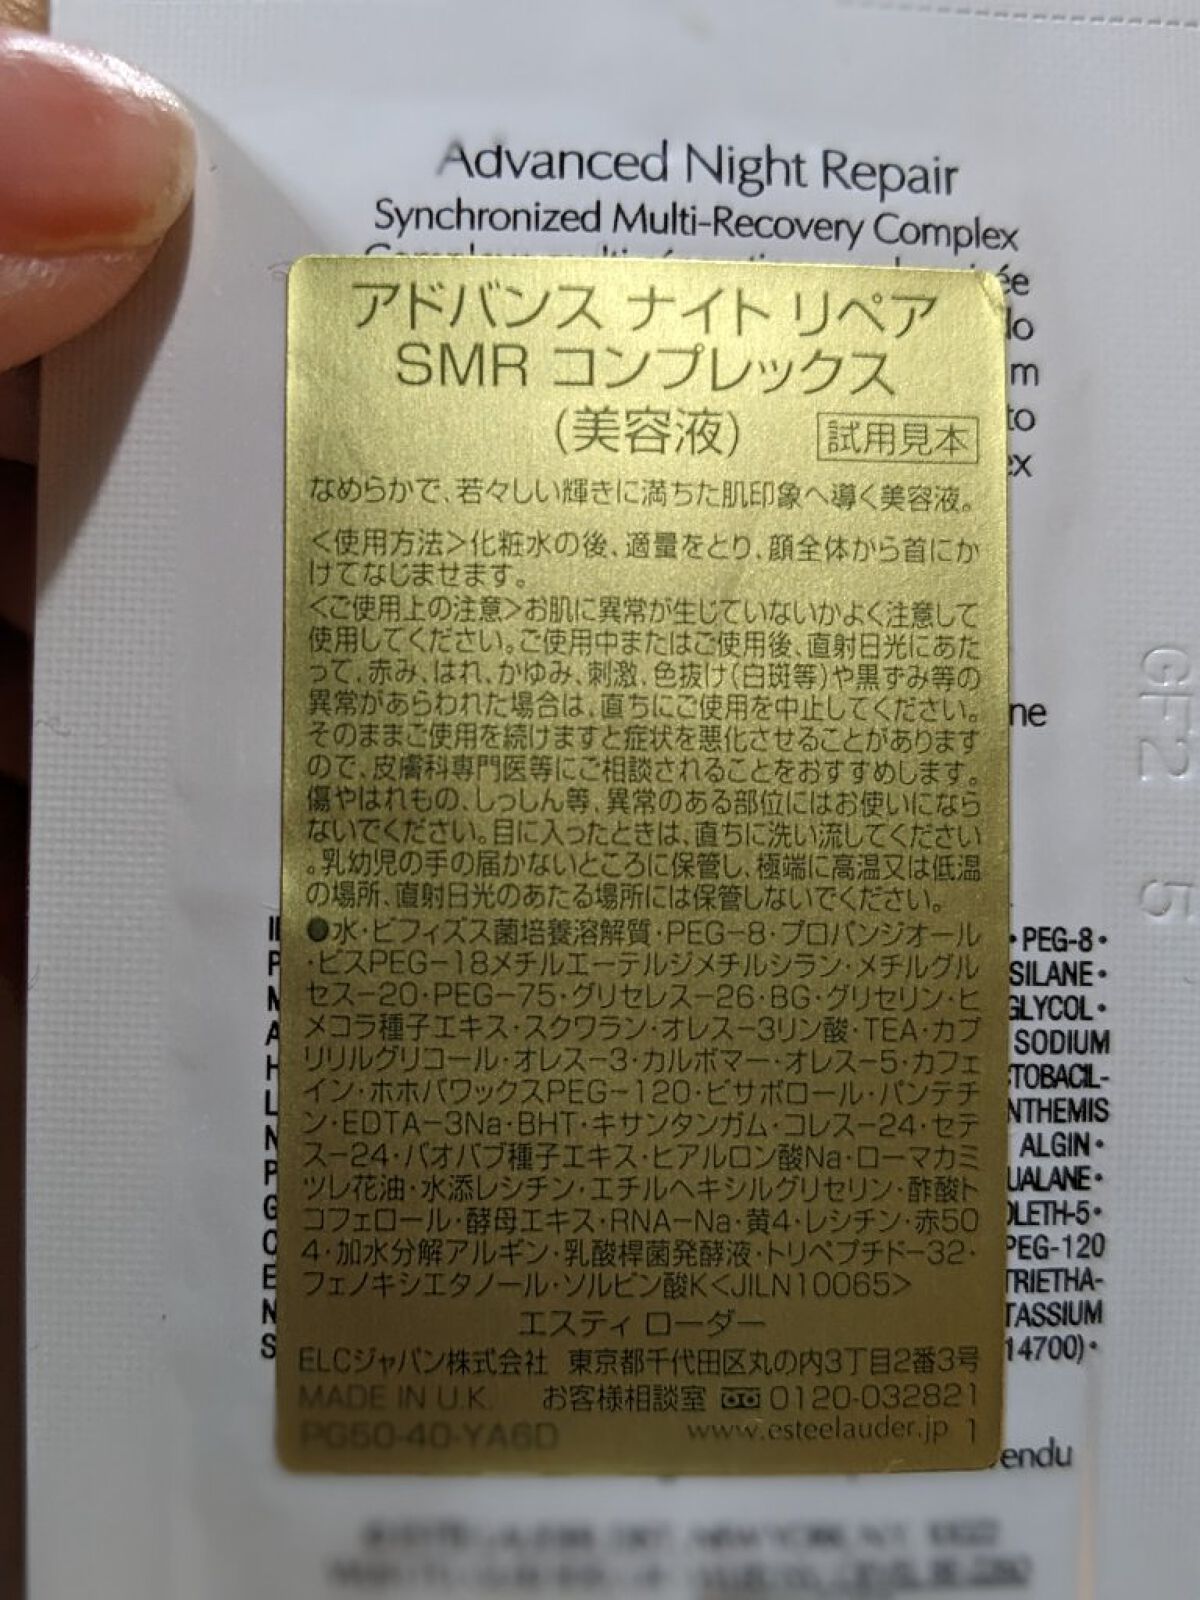 Advanced Night Repair
Synchronized Multi-Recovery Complex
アドバンス ナイト リペア
SMR コンプレックス
(美容液) 試用見本
なめらかで、若々しい輝きに満ちた肌印象へ導く美容液。
<使用方法>化粧水の後、適量をとり、顔全体から首にか
けてなじませます。
<ご使用上の注意>お肌に異常が生じていないかよく注意して
使用してください。ご使用中またはご使用後、直射日光にあた
って、赤み、はれ、かゆみ、刺激、色抜け(白斑等)や黒ずみ等の
異常があらわれた場合は、直ちにご使用を中止してください。
そのままご使用を続けますと症状を悪化させることがあります
ので、皮膚科専門医等にご相談されることをおすすめします。
傷やはれもの、しっしん等、異常のある部位にはお使いになら
ないでください。目に入ったときは、直ちに洗い流してください
。乳幼児の手の届かないところに保管し、極端に高温又は低温
の場所、直射日光のあたる場所には保管しないでください。
●水・ビフィズス菌培養溶解質・PEG-8・プロパンジオール
・ビスPEG-18メチルエーテルジメチルシラン・メチルグル
セス-20・PEG-75・グリセレス-26・BG・グリセリン・ヒ
メコラ種子エキス・スクワラン・オレス-3リン酸・TEA・カプ
リリルグリコール・オレス-3・カルボマー・オレス-5・カフェ
イン・ホホバワックスPEG-120・ビサボロール・パンテチ
ン・EDTA-3Na・BHT・キサンタンガム・コレス-24・セテ
ス-24・バオバブ種子エキス・ヒアルロン酸Na・ローマカミ
ツレ花油・水添レシチン・エチルヘキシルグリセリン・酢酸ト
コフェロール・酵母エキス・RNA-Na・黄4・レシチン・赤50
4・加水分解アルギン・乳酸桿菌発酵液・トリペプチド-32・
フェノキシエタノール・ソルビン酸K<JILN10065>
エスティ ローダー
ELCジャパン株式会社 東京都千代田区丸の内3丁目2番3号
MADE IN U.K. お客様相談室 0120-032821
PG50-40-YA6D www.esteelauder.jp 1
ée
lo
m
to
ex
ne
• PEG-8 •
SILANE •
GLYCOL •
SODIUM
TOBACIL-
NTHEMIS
ALGIN •
UALANE •
OLETH-5 •
PEG-120
TRIETHA-
TASSIUM
14700) •
endu
GF2 5